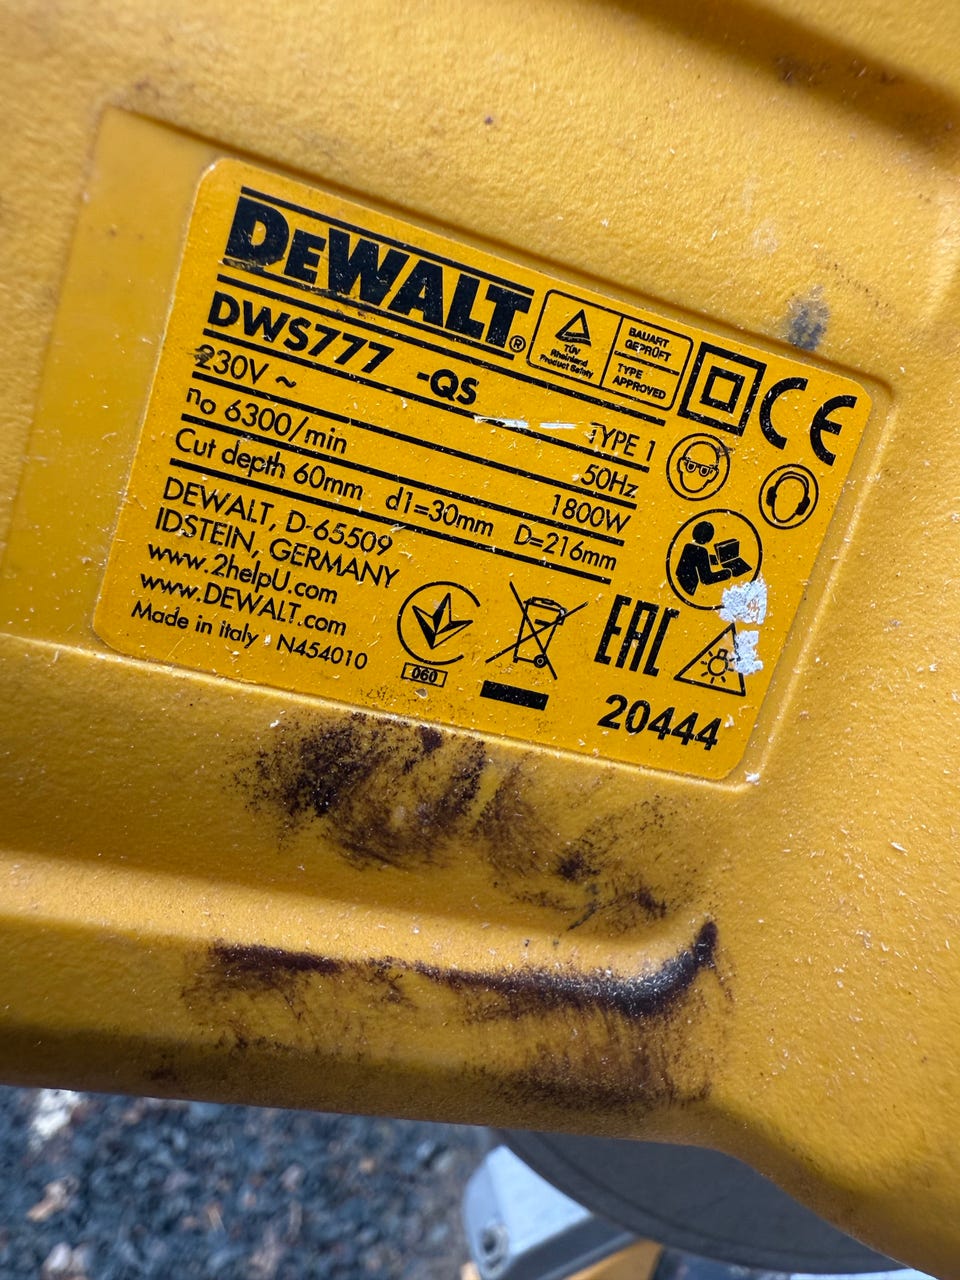 DEWALT®
TÜV
Rheinland
Product Safety
BAUART
GEPRÜFT
TYPE
APPROVED
CE
DWS777 -QS TYPE 1
230V ~ 50Hz
no 6300/min 1800W
Cut depth 60mm d1=30mm D=216mm
DEWALT, D-65509
IDSTEIN, GERMANY
www.2helpU.com
www.DEWALT.com
Made in italy N454010
060
EAC
20444